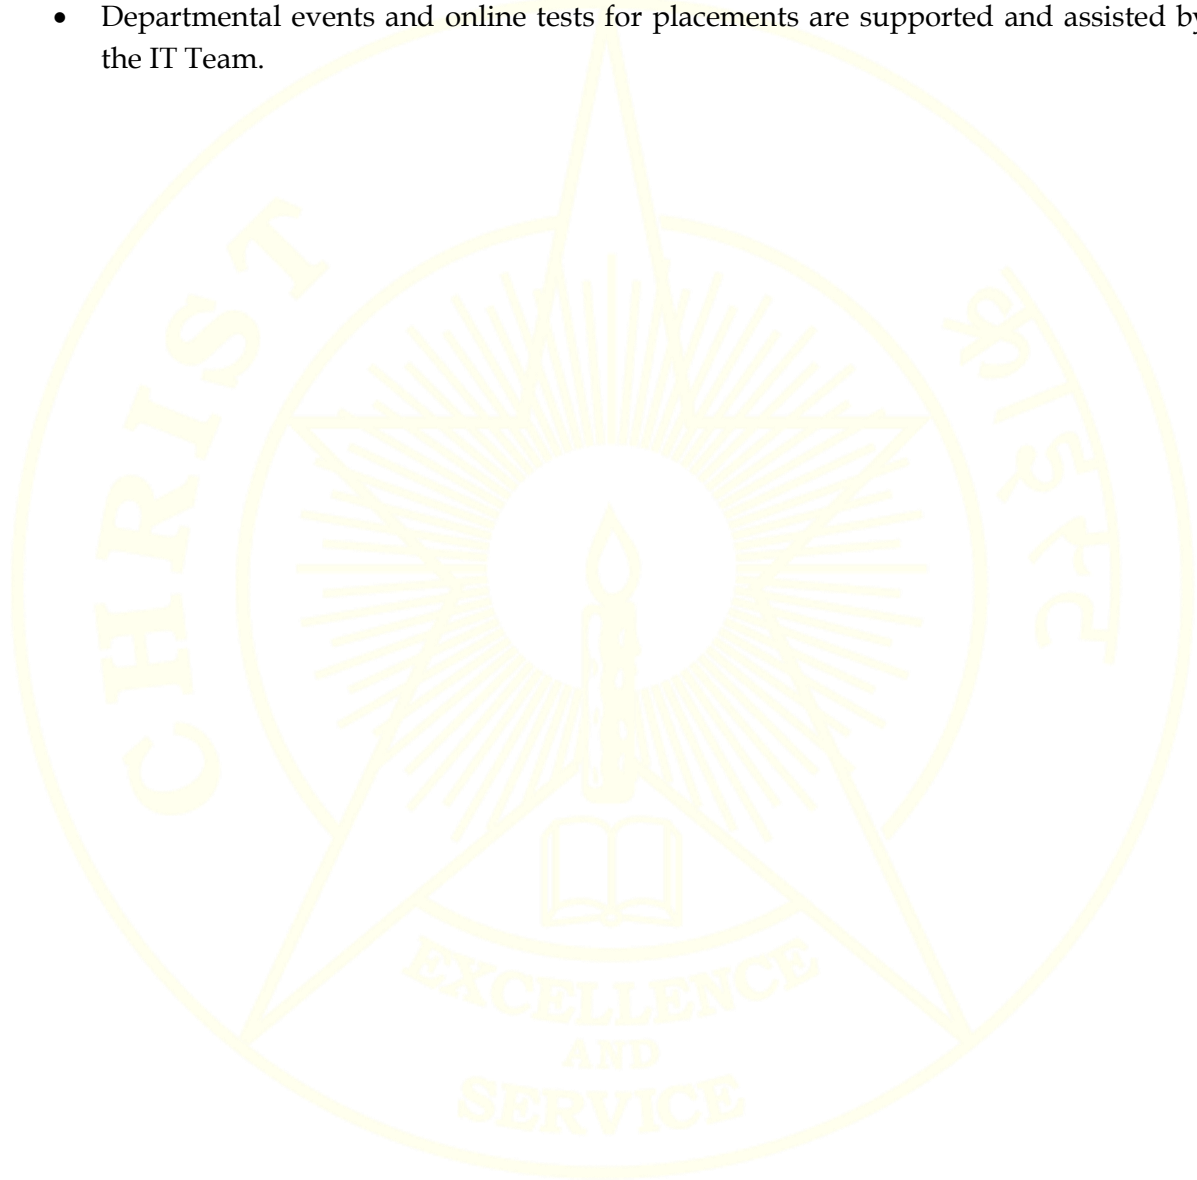 • Departmental events and online tests for placements are supported and assisted by
the IT Team.
CHRIST
क्राइस्ट
EXCELLENCE
AND
SERVICE